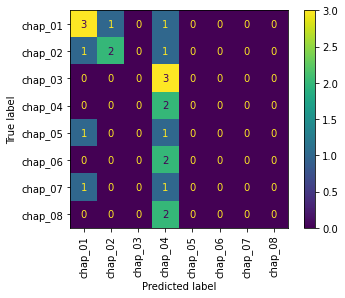 chap_01 3 1 0 1 0 0 0 0
chap_02 1 2 0 1 0 0 0 0
chap_03 0 0 0 3 0 0 0 0
chap_04 0 0 0 2 0 0 0 0
chap_05 1 0 0 1 0 0 0 0
chap_06 0 0 0 2 0 0 0 0
chap_07 1 0 0 1 0 0 0 0
chap_08 0 0 0 2 0 0 0 0
True label
chap_01 chap_02 chap_03 chap_04 chap_05 chap_06 chap_07 chap_08
Predicted label
3.0
2.5
2.0
1.5
1.0
0.5
0.0